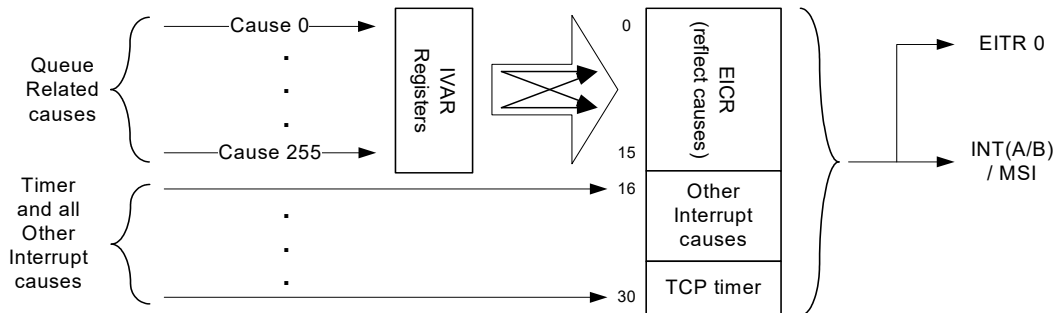 Queue
Related
causes
Cause 0
Cause 255
IVAR
Registers
0
15
16
30
EICR
(reflect causes)
Other
Interrupt
causes
TCP timer
EITR 0
INT(A/B)
/ MSI
Timer
and all
Other
Interrupt
causes